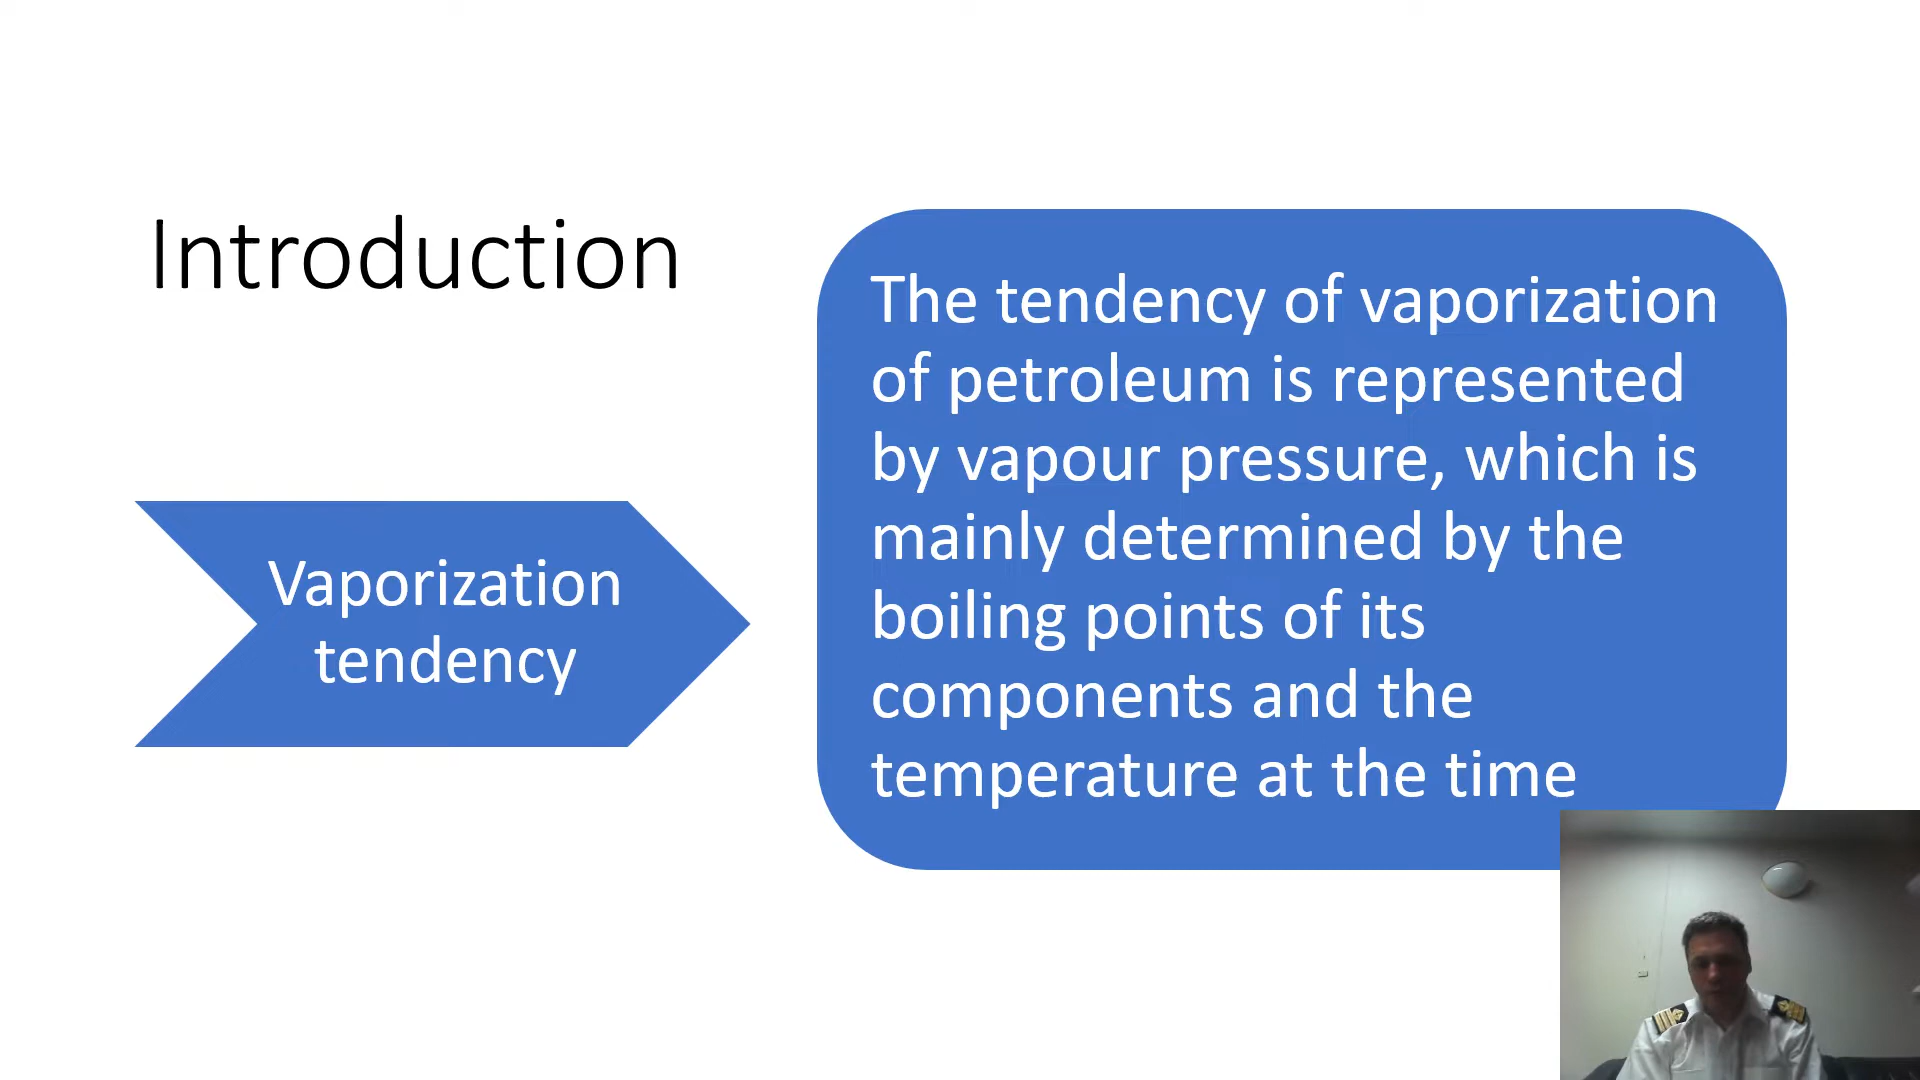 Introduction
Vaporization
tendency
The tendency of vaporization
of petroleum is represented
by vapour pressure, which is
mainly determined by the
boiling points of its
components and the
temperature at the time